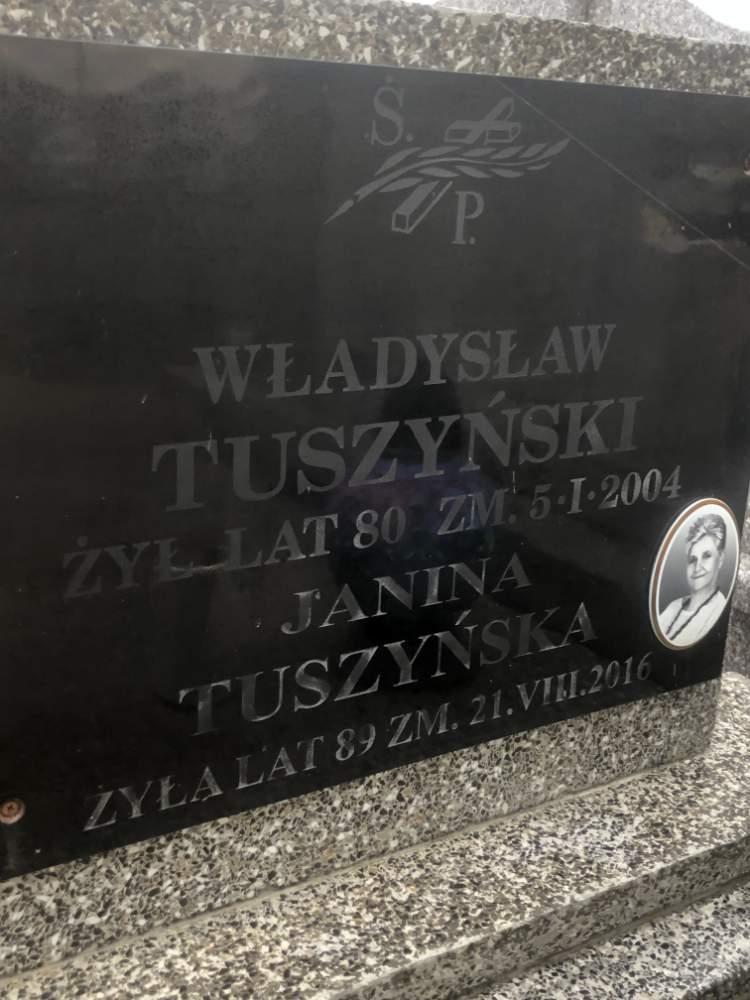 Ś.
P.
WŁADYSŁAW
TUSZYŃSKI
ŻYŁ LAT 80 ZM. 5·I·2004
JANINA
TUSZYŃSKA
ŻYŁA LAT 89 ZM. 21.VIII.2016